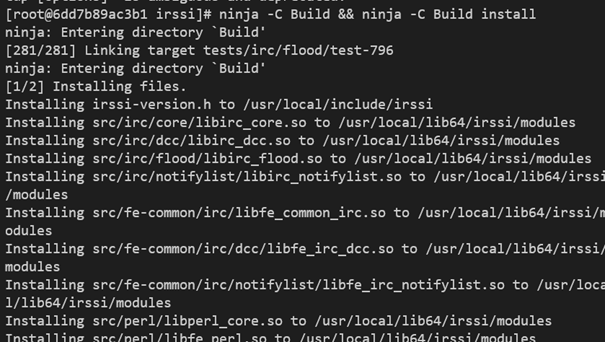 [root@6dd7b89ac3b1 irssi]# ninja -C Build && ninja -C Build install
ninja: Entering directory `Build'
[281/281] Linking target tests/irc/flood/test-796
ninja: Entering directory `Build'
[1/2] Installing files.
Installing irssi-version.h to /usr/local/include/irssi
Installing src/irc/core/libirc_core.so to /usr/local/lib64/irssi/modules
Installing src/irc/dcc/libirc_dcc.so to /usr/local/lib64/irssi/modules
Installing src/irc/flood/libirc_flood.so to /usr/local/lib64/irssi/modules
Installing src/irc/notifylist/libirc_notifylist.so to /usr/local/lib64/irssi
/modules
Installing src/fe-common/irc/libfe_common_irc.so to /usr/local/lib64/irssi/m
odules
Installing src/fe-common/irc/dcc/libfe_irc_dcc.so to /usr/local/lib64/irssi/
modules
Installing src/fe-common/irc/notifylist/libfe_irc_notifylist.so to /usr/loca
l/lib64/irssi/modules
Installing src/perl/libperl_core.so to /usr/local/lib64/irssi/modules
Installing src/perl/libfe_perl.so to /usr/local/lib64/irssi/modules